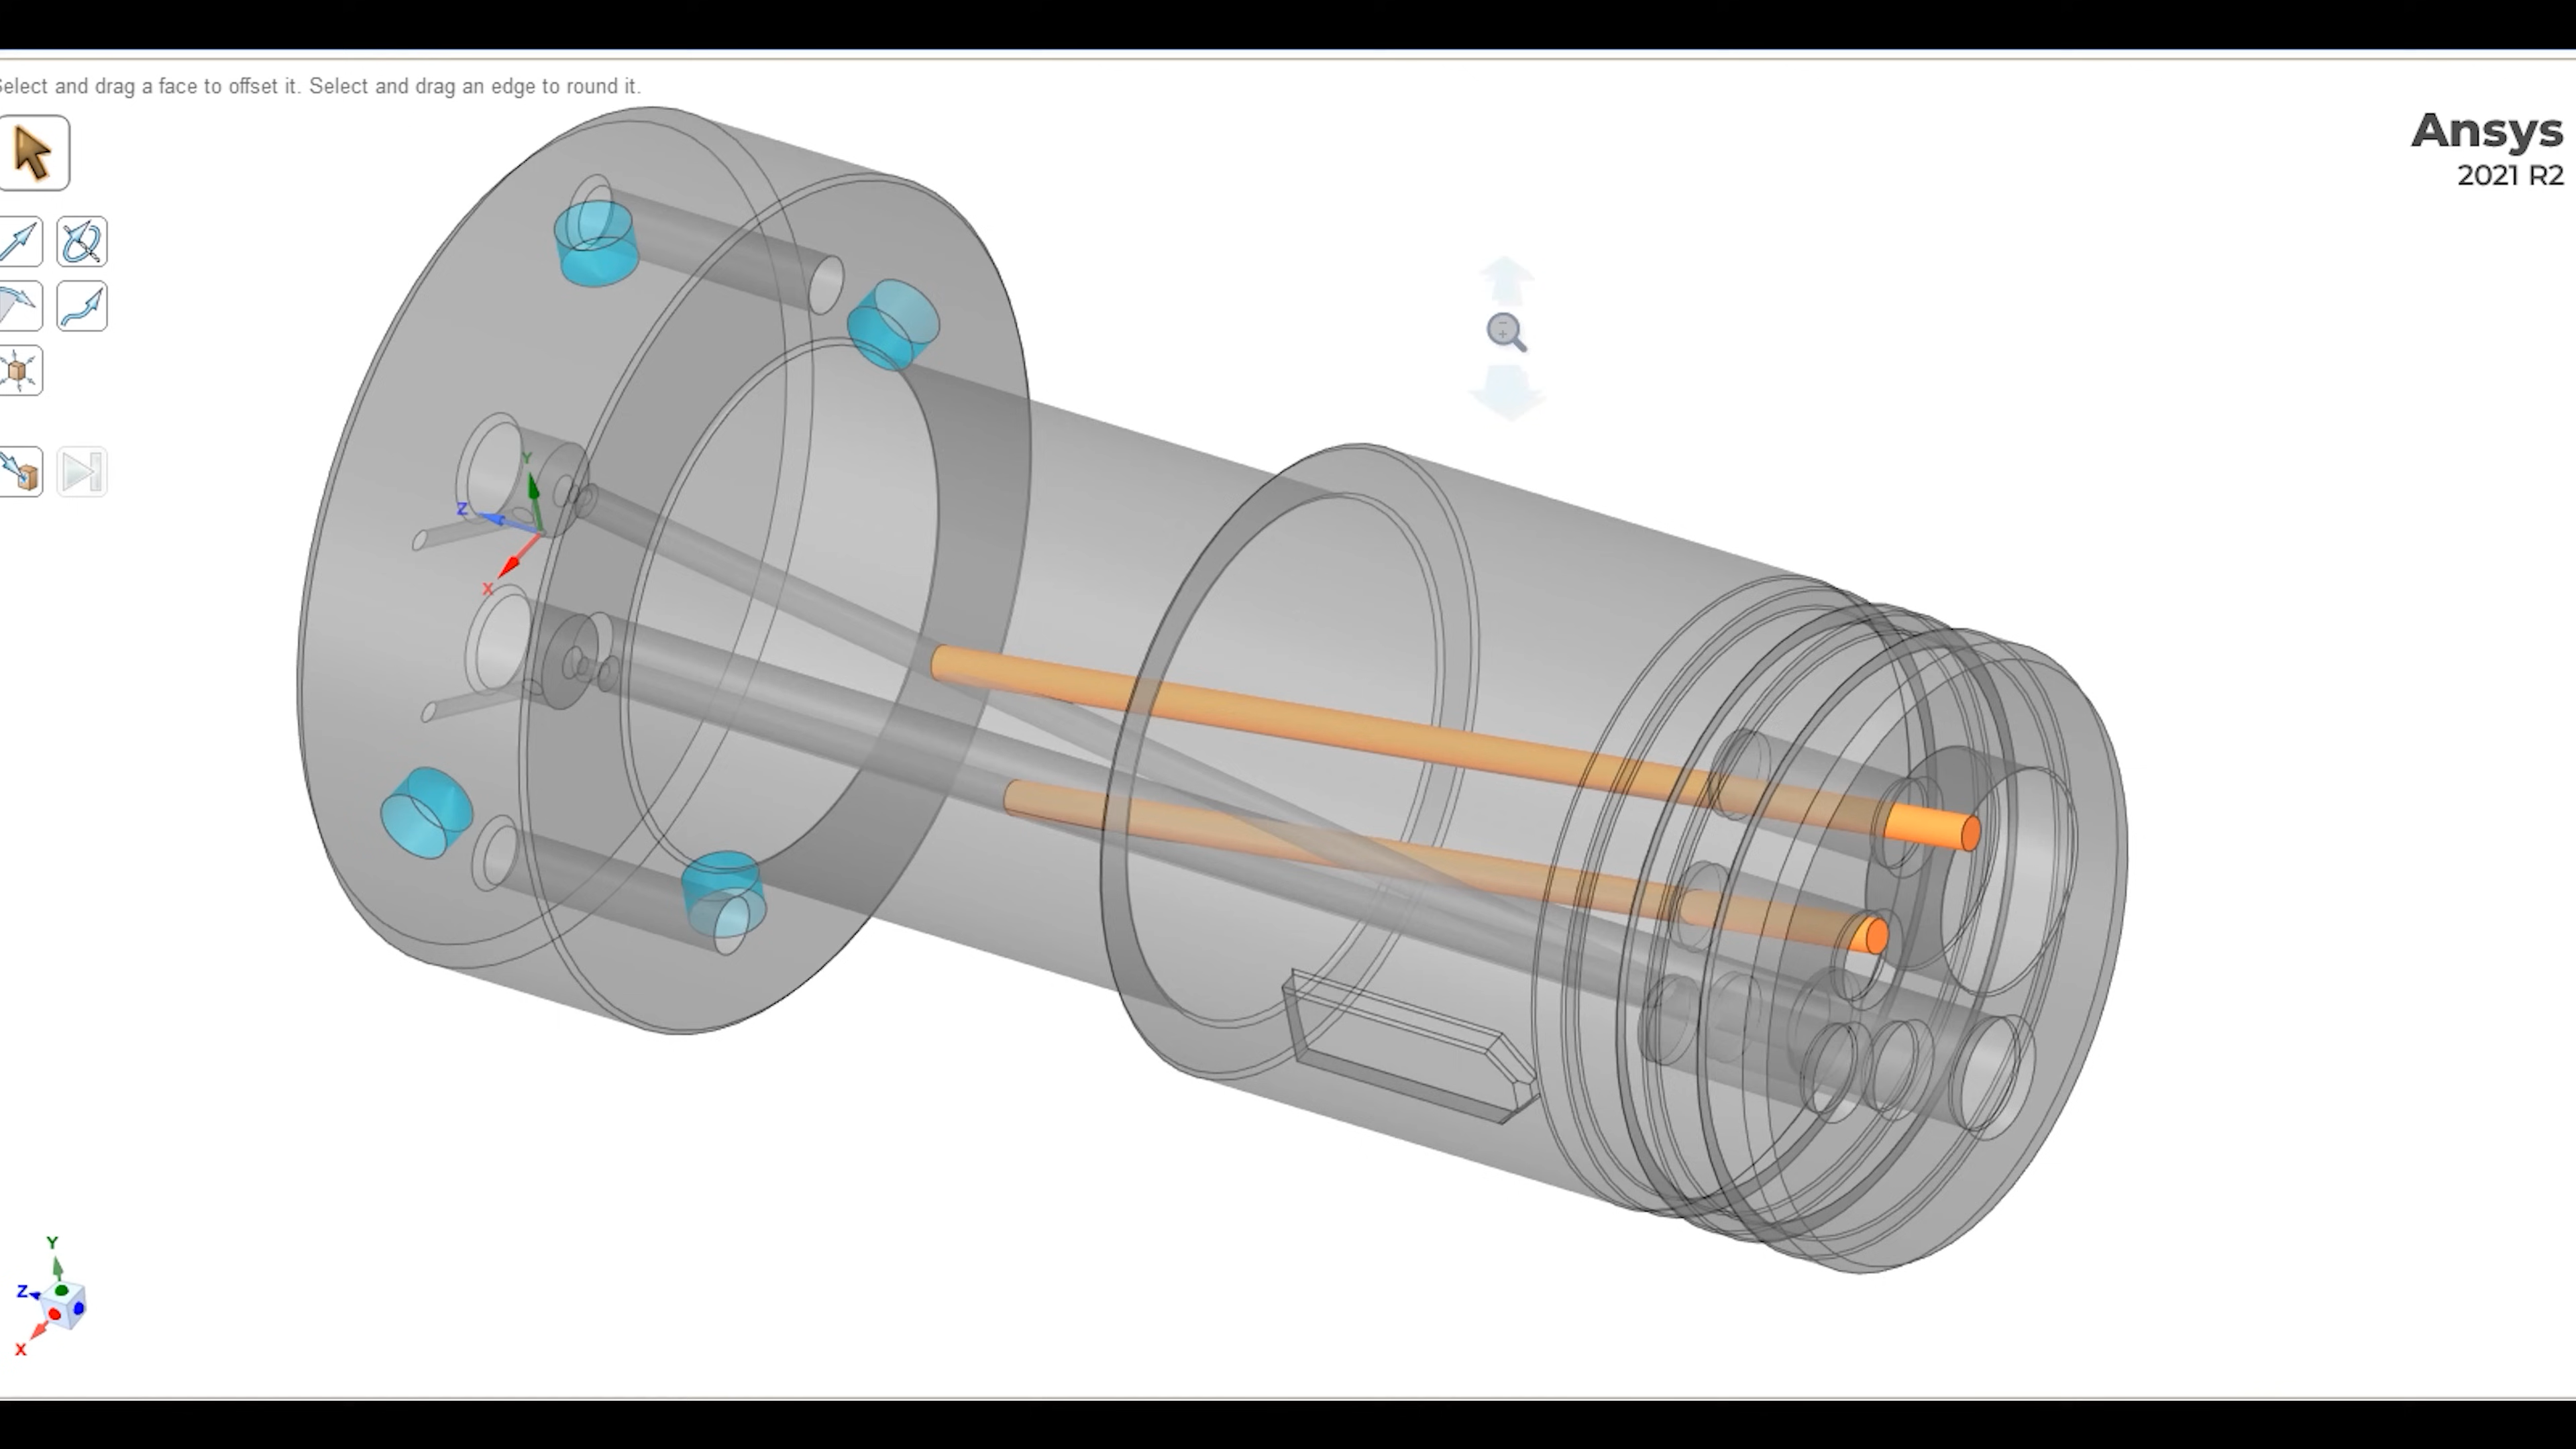 Select and drag a face to offset it. Select and drag an edge to round it.
Ansys
2021 R2
Y
Z
X
Y
Z
X